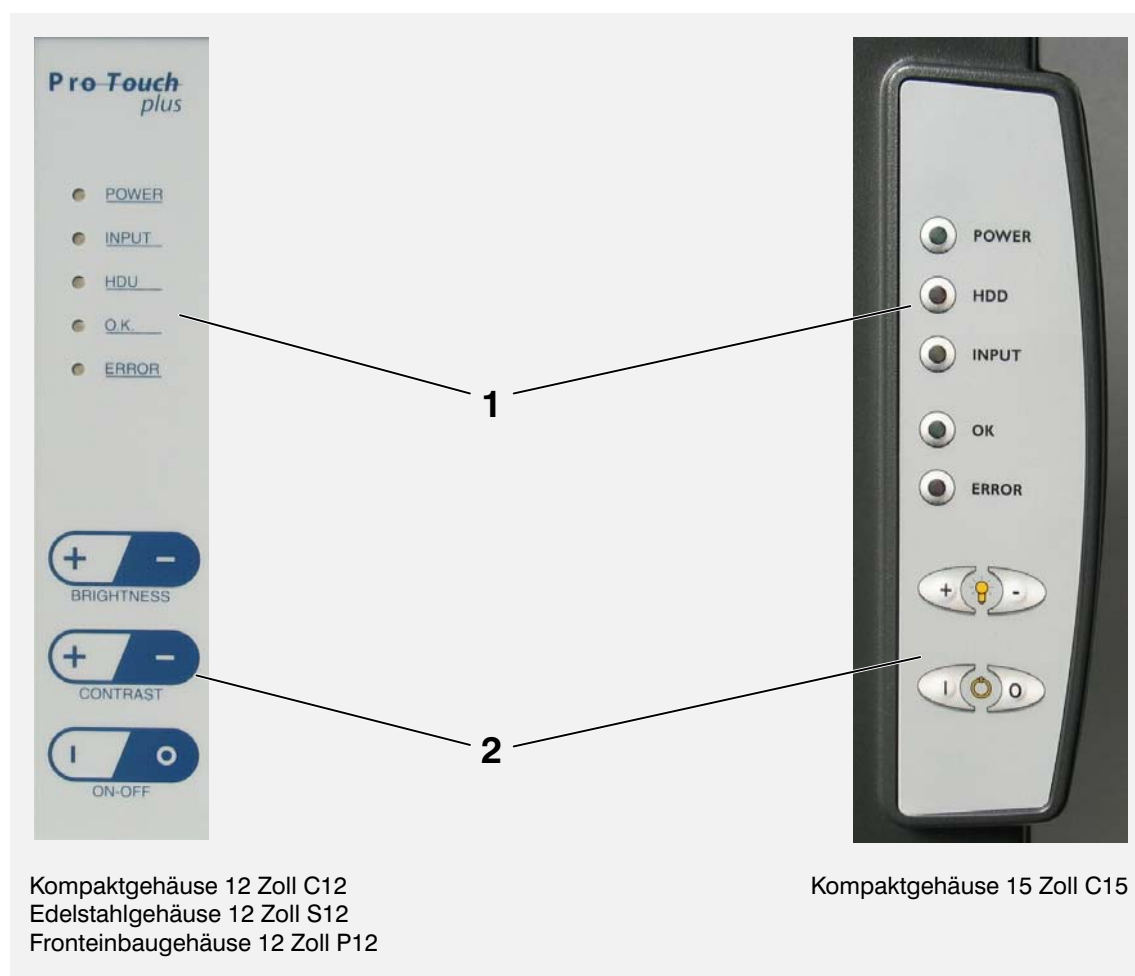 Pro Touch
plus
POWER
INPUT
HDU
O.K.
ERROR
+ -
BRIGHTNESS
+ -
CONTRAST
I O
ON-OFF
POWER
HDD
INPUT
OK
ERROR
+ -
I O
1
2
Kompaktgehäuse 12 Zoll C12
Edelstahlgehäuse 12 Zoll S12
Fronteinbaugehäuse 12 Zoll P12
Kompaktgehäuse 15 Zoll C15